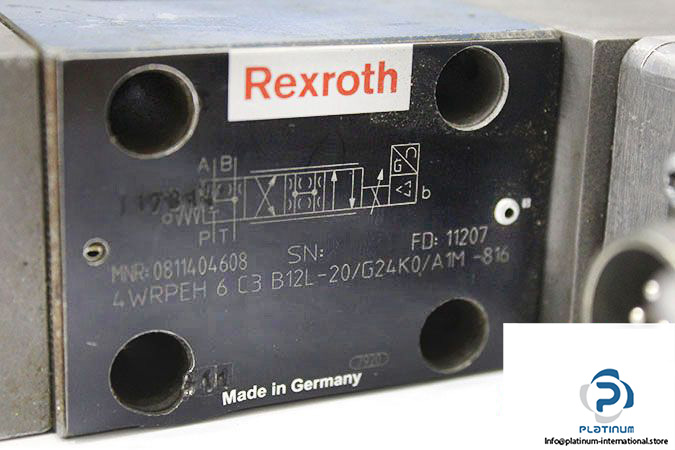 Rexroth
A B
G
b
P T
SN:
FD: 11207
MNR: 0811404608
4WRPEH 6 C3 B12L-20/G24K0/A1M -816
7920
Made in Germany
PLATINUM
Info@platinum-international.store